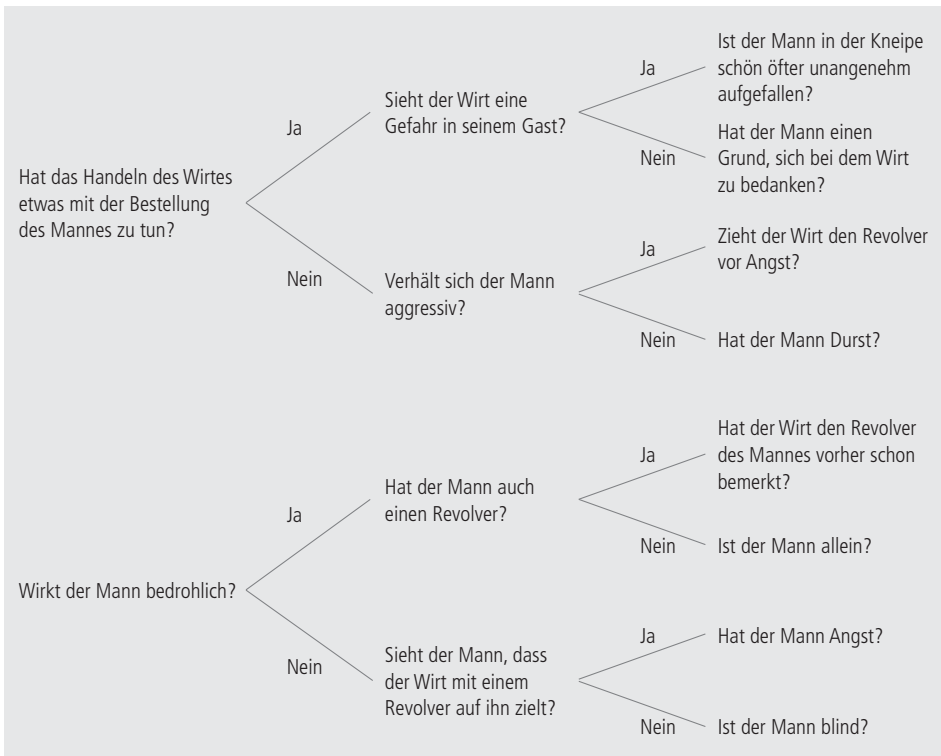 Hat das Handeln des Wirtes
etwas mit der Bestellung
des Mannes zu tun?
Ja
Sieht der Wirt eine
Gefahr in seinem Gast?
Ja
Ist der Mann in der Kneipe
schön öfter unangenehm
aufgefallen?
Nein
Hat der Mann einen
Grund, sich bei dem Wirt
zu bedanken?
Nein
Verhält sich der Mann
aggressiv?
Ja
Zieht der Wirt den Revolver
vor Angst?
Nein
Hat der Mann Durst?
Wirkt der Mann bedrohlich?
Ja
Hat der Mann auch
einen Revolver?
Ja
Hat der Wirt den Revolver
des Mannes vorher schon
bemerkt?
Nein
Ist der Mann allein?
Nein
Sieht der Mann, dass
der Wirt mit einem
Revolver auf ihn zielt?
Ja
Hat der Mann Angst?
Nein
Ist der Mann blind?